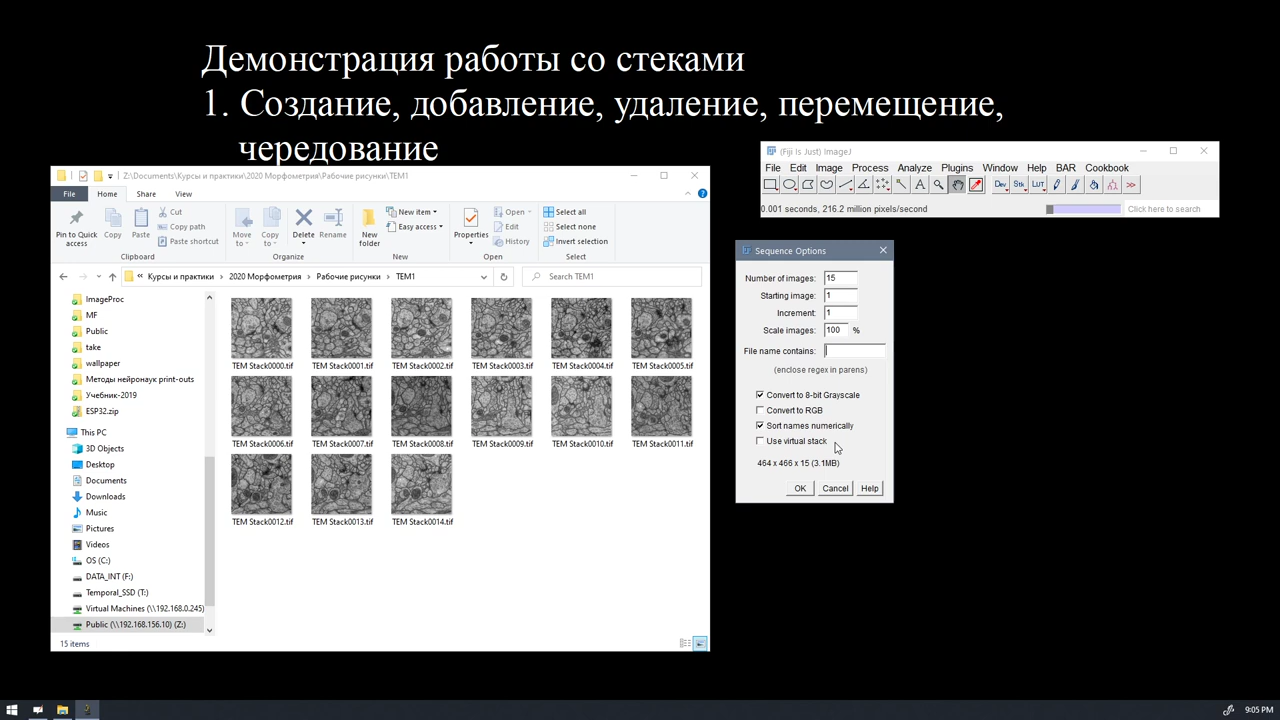 Демонстрация работы со стеками
1. Создание, добавление, удаление, перемещение,
чередование
Z:\Documents\Курсы и практики\2020 Морфометрия\Рабочие рисунки\TEM1
File Home Share View
Pin to Quick access
Copy
Paste
Cut
Copy path
Paste shortcut
Clipboard
Move to
Copy to
Delete
Rename
Organize
New folder
New item
Easy access
New
Properties
Open
Edit
History
Open
Select all
Select none
Invert selection
Select
« Курсы и практики › 2020 Морфометрия › Рабочие рисунки › TEM1
Search TEM1
ImageProc
MF
Public
take
wallpaper
Методы нейронаук print-outs
Учебник-2019
ESP32.zip
This PC
3D Objects
Desktop
Documents
Downloads
Music
Pictures
Videos
OS (C:)
DATA_INT (F:)
Temporal_SSD (T:)
Virtual Machines (\\192.168.0.245)
Public (\\192.168.156.10) (Z:)
TEM Stack0000.tif TEM Stack0001.tif TEM Stack0002.tif TEM Stack0003.tif TEM Stack0004.tif TEM Stack0005.tif
TEM Stack0006.tif TEM Stack0007.tif TEM Stack0008.tif TEM Stack0009.tif TEM Stack0010.tif TEM Stack0011.tif
TEM Stack0012.tif TEM Stack0013.tif TEM Stack0014.tif
15 items
(Fiji Is Just) ImageJ
File Edit Image Process Analyze Plugins Window Help BAR Cookbook
Dev Stk LUT
0.001 seconds, 216.2 million pixels/second
Click here to search
Sequence Options
Number of images: 15
Starting image: 1
Increment: 1
Scale images: 100 %
File name contains:
(enclose regex in parens)
Convert to 8-bit Grayscale
Convert to RGB
Sort names numerically
Use virtual stack
464 x 466 x 15 (3.1MB)
OK Cancel Help
9:05 PM